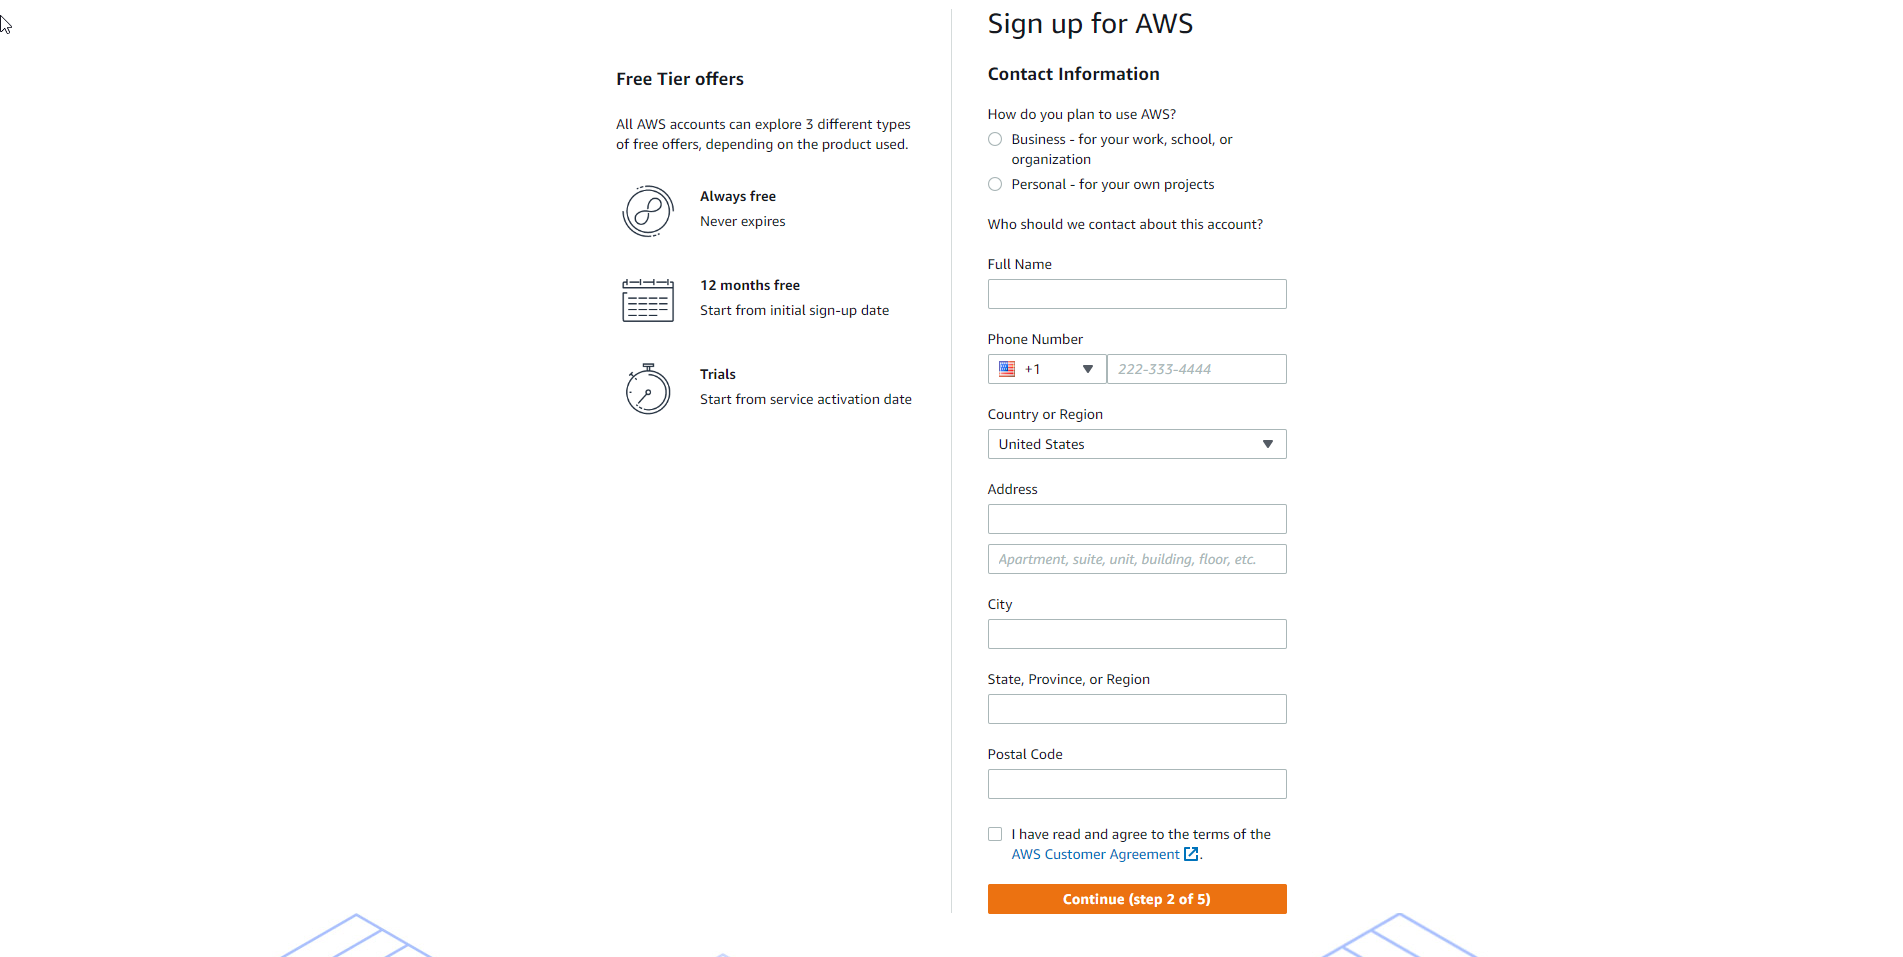 Free Tier offers
All AWS accounts can explore 3 different types
of free offers, depending on the product used.
Always free
Never expires
12 months free
Start from initial sign-up date
Trials
Start from service activation date
Sign up for AWS
Contact Information
How do you plan to use AWS?
Business - for your work, school, or
organization
Personal - for your own projects
Who should we contact about this account?
Full Name
Phone Number
+1
222-333-4444
Country or Region
United States
Address
Apartment, suite, unit, building, floor, etc.
City
State, Province, or Region
Postal Code
I have read and agree to the terms of the
AWS Customer Agreement.
Continue (step 2 of 5)